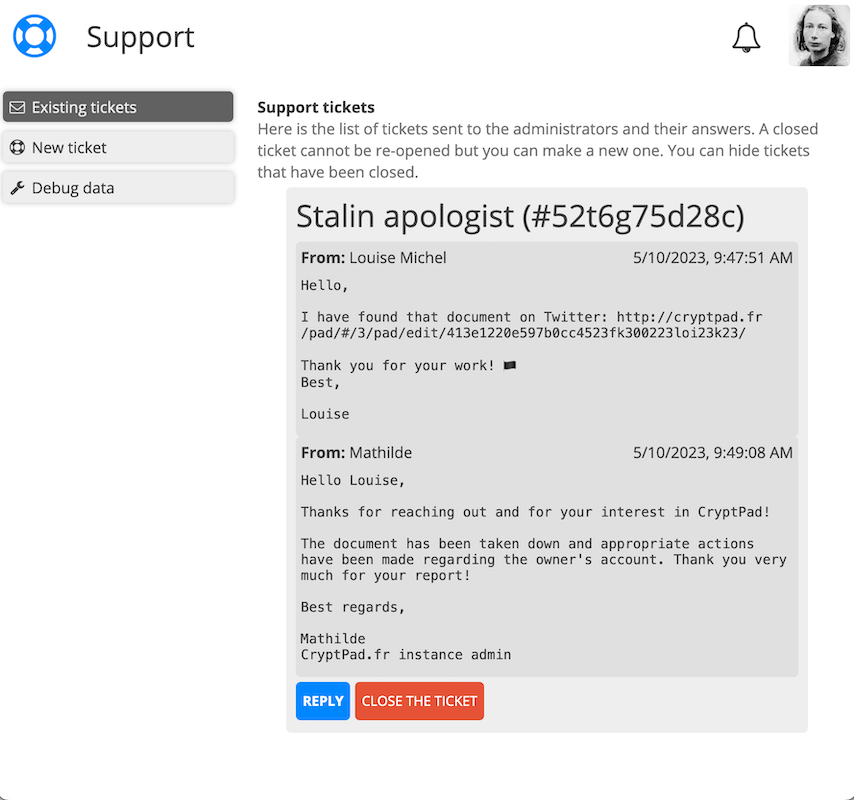 Support
Existing tickets
New ticket
Debug data
Support tickets
Here is the list of tickets sent to the administrators and their answers. A closed
ticket cannot be re-opened but you can make a new one. You can hide tickets
that have been closed.
Stalin apologist (#52t6g75d28c)
From: Louise Michel 5/10/2023, 9:47:51 AM
Hello,
I have found that document on Twitter: http://cryptpad.fr
/pad/#/3/pad/edit/413e1220e597b0cc4523fk300223loi23k23/
Thank you for your work! 🏴
Best,
Louise
From: Mathilde 5/10/2023, 9:49:08 AM
Hello Louise,
Thanks for reaching out and for your interest in CryptPad!
The document has been taken down and appropriate actions
have been made regarding the owner's account. Thank you very
much for your report!
Best regards,
Mathilde
CryptPad.fr instance admin
REPLY CLOSE THE TICKET